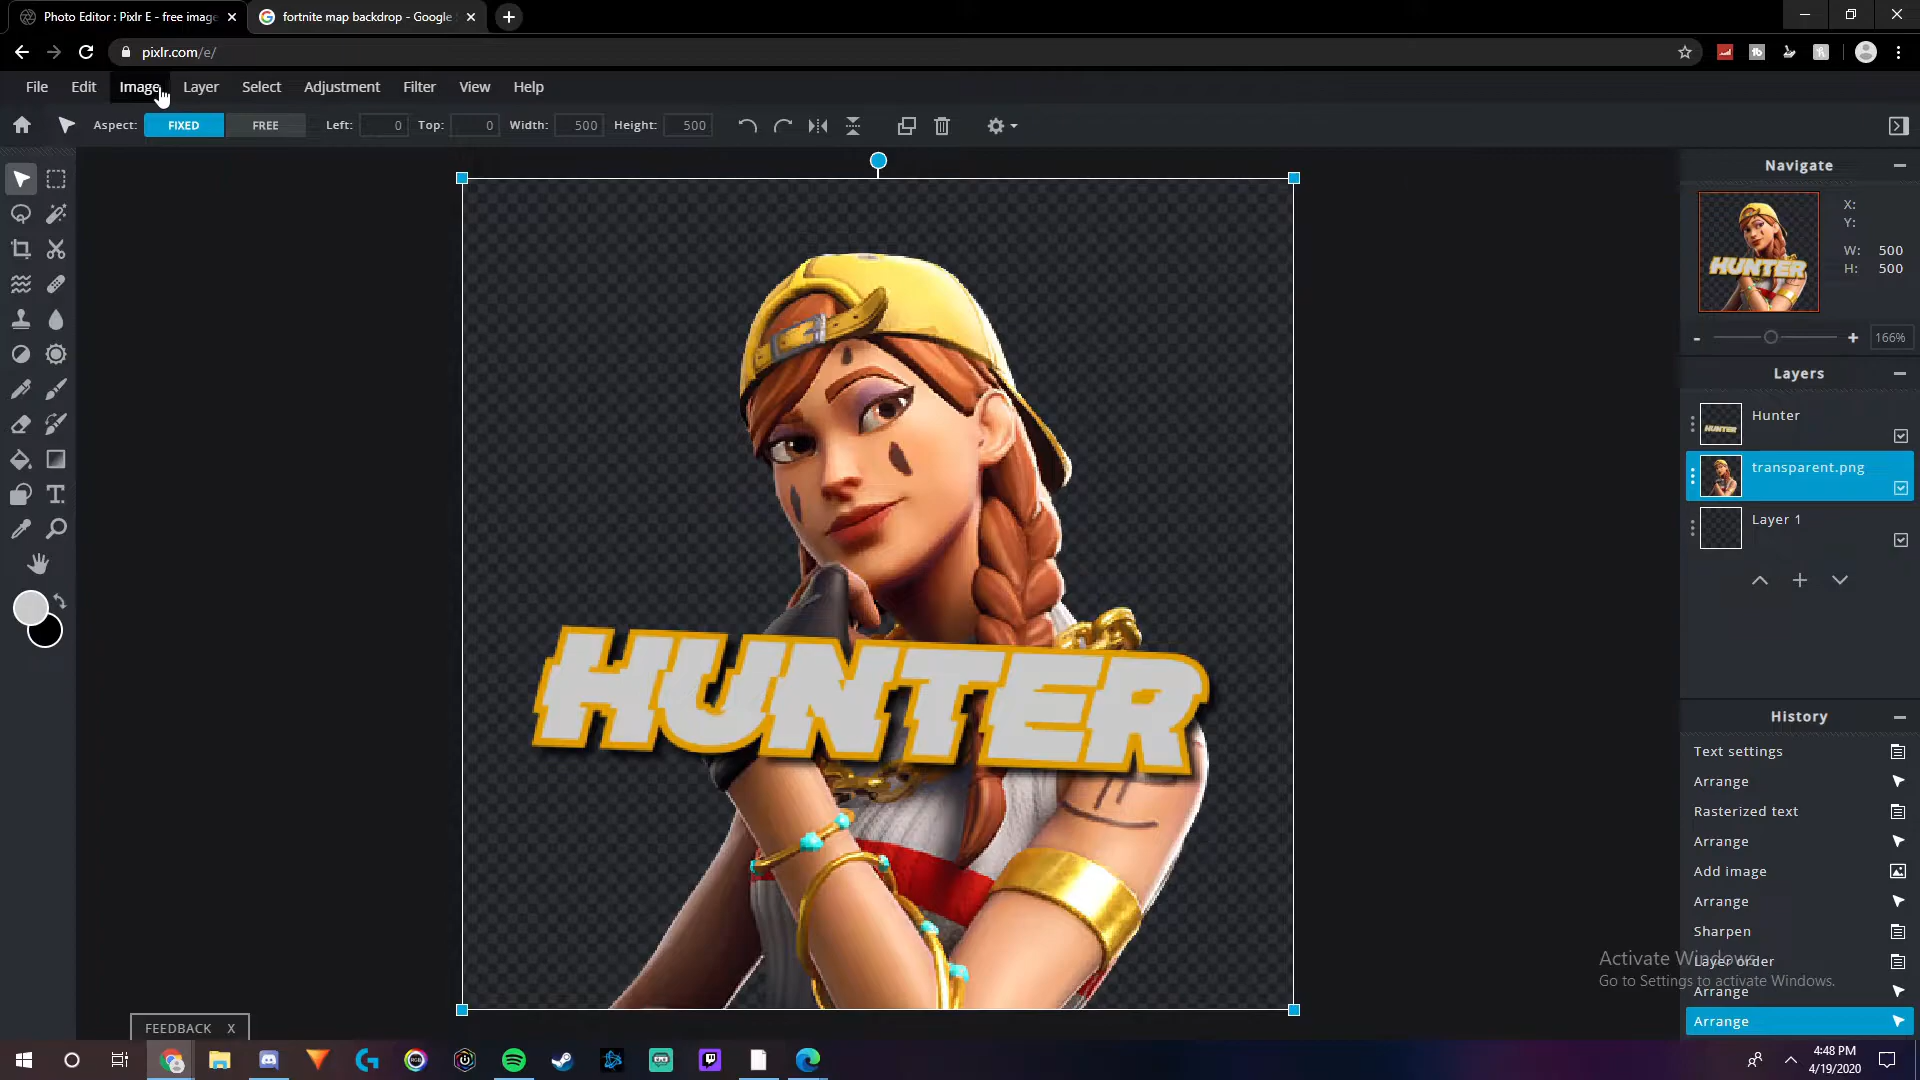 Photo Editor : Pixlr E - free image
fortnite map backdrop - Google
pixlr.com/e/
File Edit Image Layer Select Adjustment Filter View Help
Aspect: FIXED FREE Left: 0 Top: 0 Width: 500 Height: 500
Navigate
X:
Y:
W: 500
H: 500
HUNTER
166%
Layers
Hunter
HUNTER
transparent.png
Layer 1
HUNTER
History
Text settings
Arrange
Rasterized text
Arrange
Add image
Arrange
Sharpen
Layer order
Arrange
Arrange
Activate Windows
Go to Settings to activate Windows.
FEEDBACK X
4:48 PM
4/19/2020